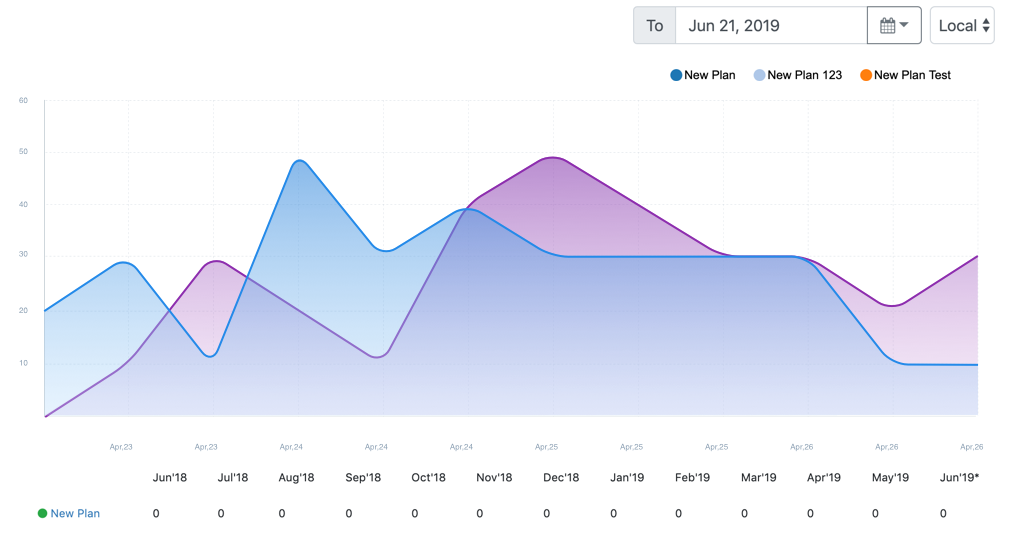 To Jun 21, 2019 Local
New Plan New Plan 123 New Plan Test
60
50
40
30
20
10
Apr,23 Apr,23 Apr,24 Apr,24 Apr,24 Apr,25 Apr,25 Apr,25 Apr,26 Apr,26 Apr,26
Jun'18 Jul'18 Aug'18 Sep'18 Oct'18 Nov'18 Dec'18 Jan'19 Feb'19 Mar'19 Apr'19 May'19 Jun'19*
New Plan 0 0 0 0 0 0 0 0 0 0 0 0 0